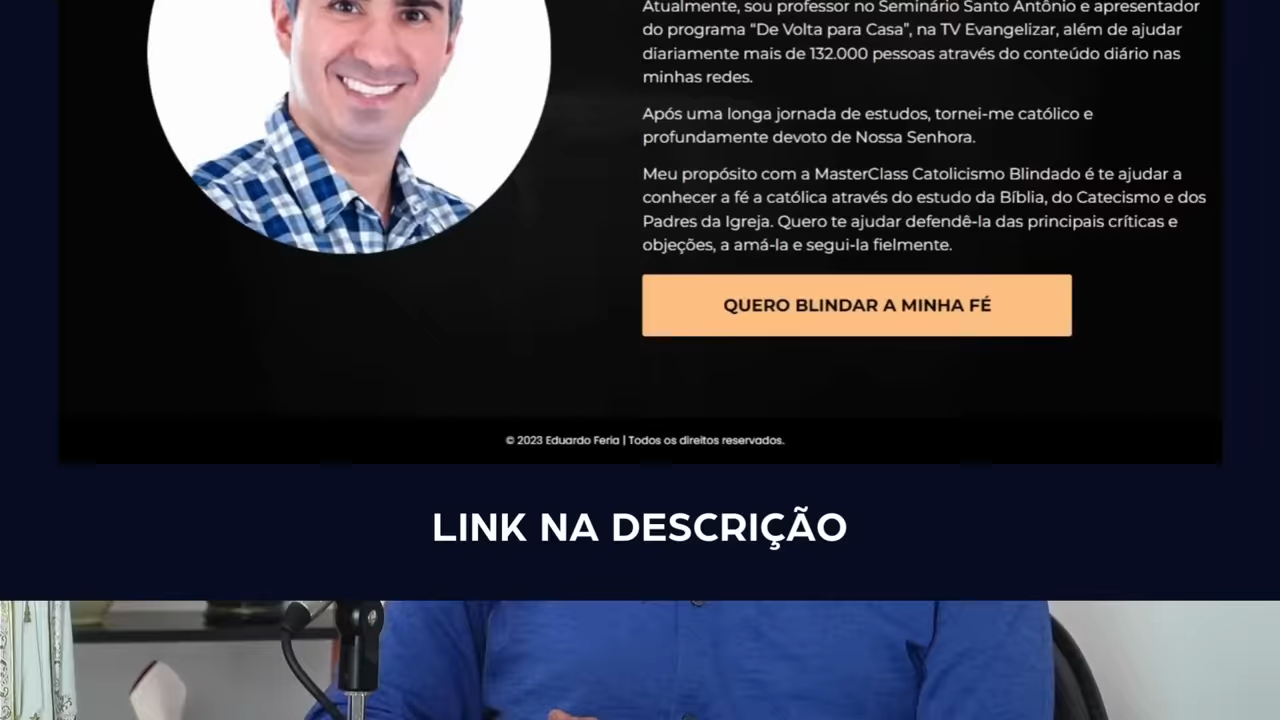 Atualmente, sou professor no Seminário Santo Antônio e apresentador
do programa “De Volta para Casa”, na TV Evangelizar, além de ajudar
diariamente mais de 132.000 pessoas através do conteúdo diário nas
minhas redes.
Após uma longa jornada de estudos, tornei-me católico e
profundamente devoto de Nossa Senhora.
Meu propósito com a MasterClass Catolicismo Blindado é te ajudar a
conhecer a fé a católica através do estudo da Bíblia, do Catecismo e dos
Padres da Igreja. Quero te ajudar defendê-la das principais críticas e
objeções, a amá-la e segui-la fielmente.
QUERO BLINDAR A MINHA FÉ
© 2023 Eduardo Feria | Todos os direitos reservados.
LINK NA DESCRIÇÃO